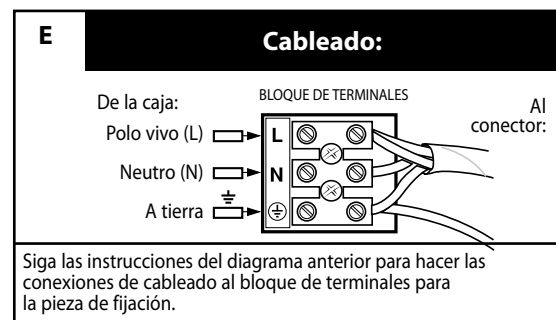 E
Cableado:
De la caja:
BLOQUE DE TERMINALES
Al
conector:
Polo vivo (L)
L
Neutro (N)
N
A tierra
Siga las instrucciones del diagrama anterior para hacer las
conexiones de cableado al bloque de terminales para
la pieza de fijación.